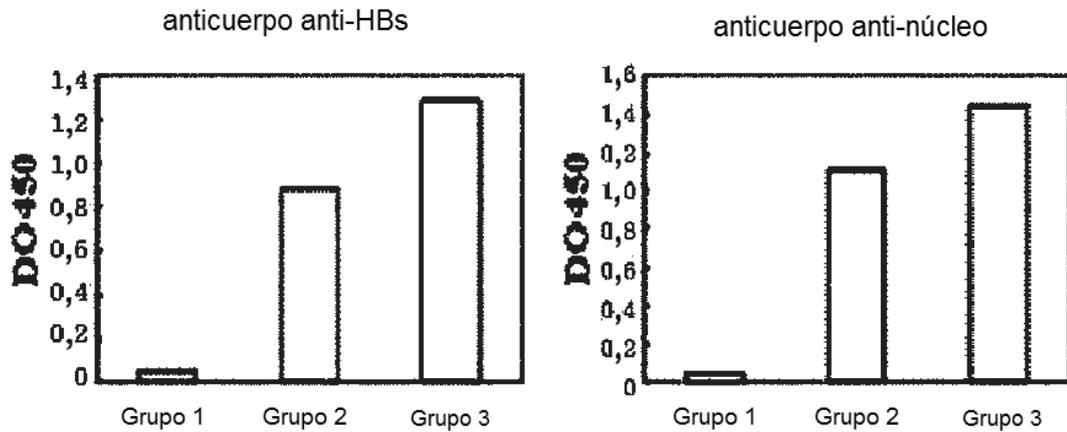 anticuerpo anti-HBs
1,4
1,2
1,0
0,8
0,6
0,4
0,2
0
DO450
Grupo 1 Grupo 2 Grupo 3
anticuerpo anti-núcleo
1,6
1,4
0,2
1,0
0,8
0,6
0,4
0,2
0
DO450
Grupo 1 Grupo 2 Grupo 3